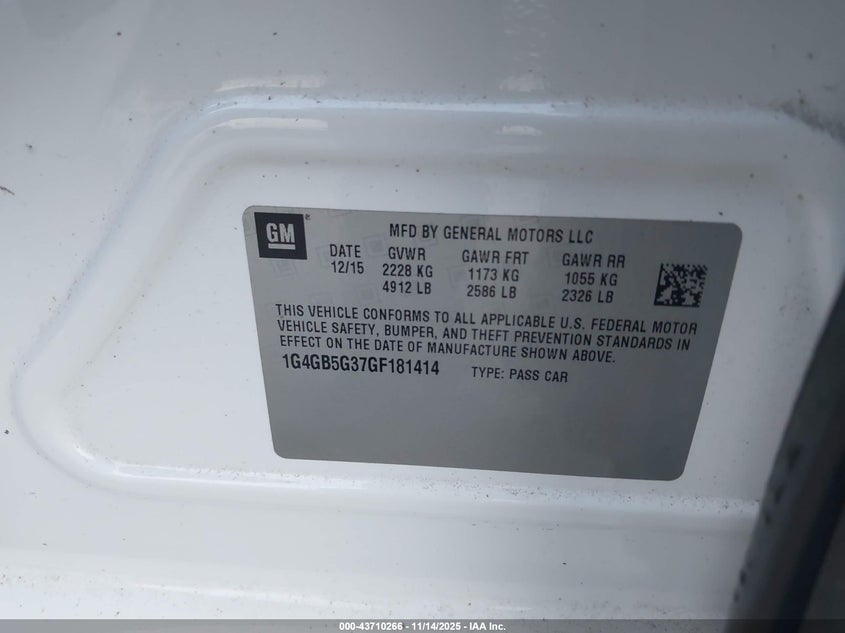 GM ®
MFD BY GENERAL MOTORS LLC
DATE GVWR GAWR FRT GAWR RR
12/15 2228 KG 1173 KG 1055 KG
4912 LB 2586 LB 2326 LB
THIS VEHICLE CONFORMS TO ALL APPLICABLE U.S. FEDERAL MOTOR
VEHICLE SAFETY, BUMPER, AND THEFT PREVENTION STANDARDS IN
EFFECT ON THE DATE OF MANUFACTURE SHOWN ABOVE.
1G4GB5G37GF181414 TYPE: PASS CAR
000-43710266 - 11/14/2025 - IAA Inc.